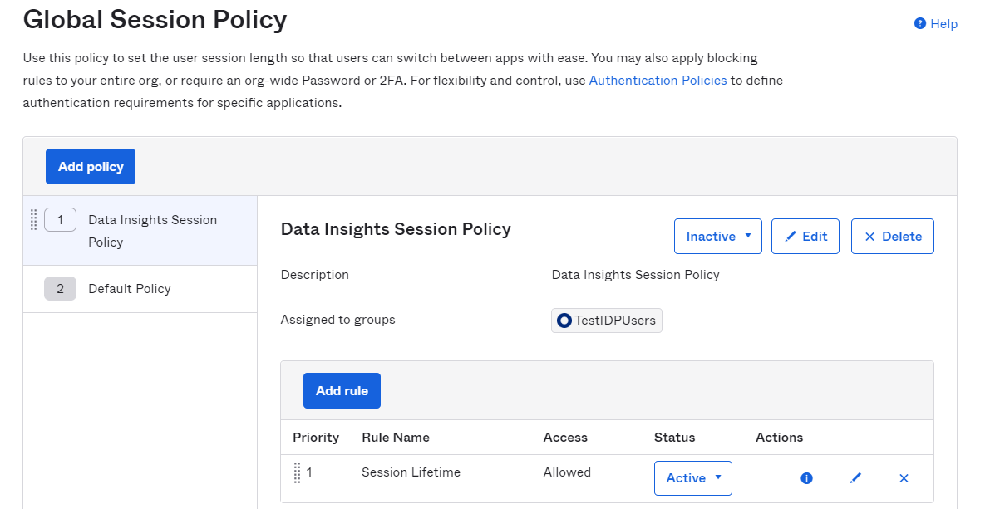 Global Session Policy
Help
Use this policy to set the user session length so that users can switch between apps with ease. You may also apply blocking
rules to your entire org, or require an org-wide Password or 2FA. For flexibility and control, use Authentication Policies to define
authentication requirements for specific applications.
Add policy
1 Data Insights Session
Policy
2 Default Policy
Data Insights Session Policy
Inactive Edit Delete
Description Data Insights Session Policy
Assigned to groups TestIDPUsers
Add rule
Priority Rule Name Access Status Actions
1 Session Lifetime Allowed Active